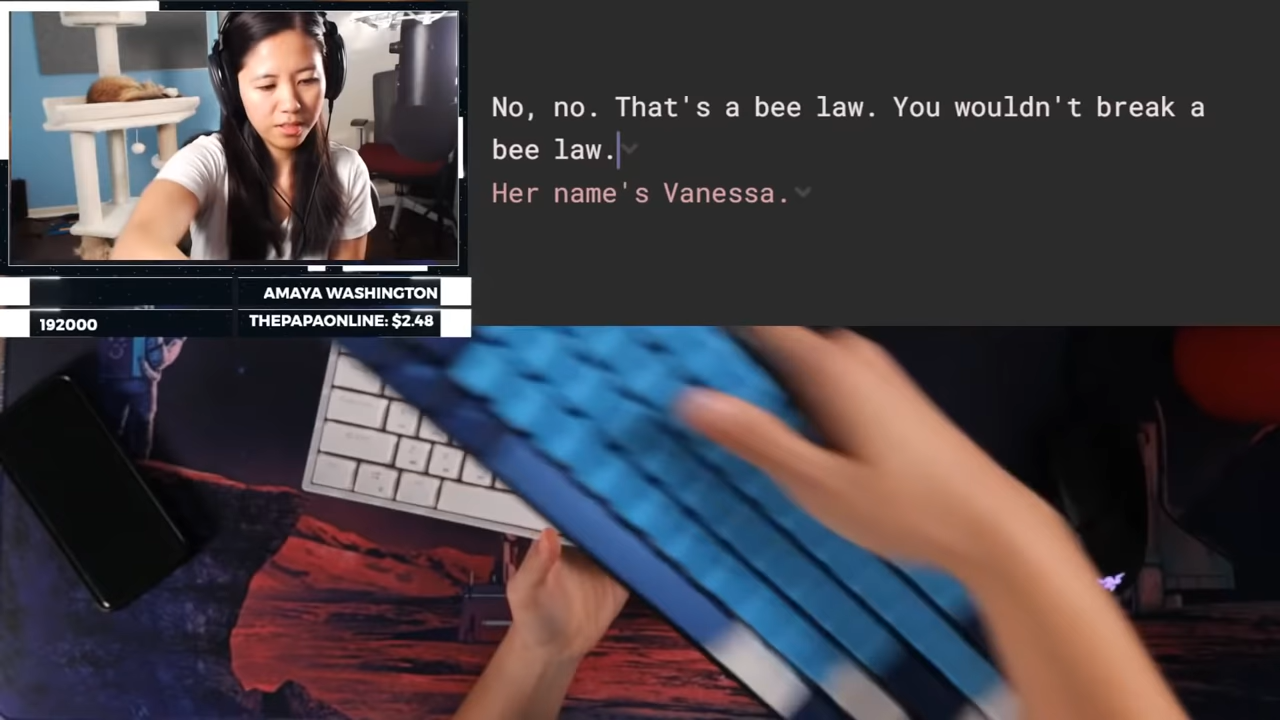 No, no. That's a bee law. You wouldn't break a
bee law.
Her name's Vanessa.
AMAYA WASHINGTON
192000
THEPAPAONLINE: $2.48